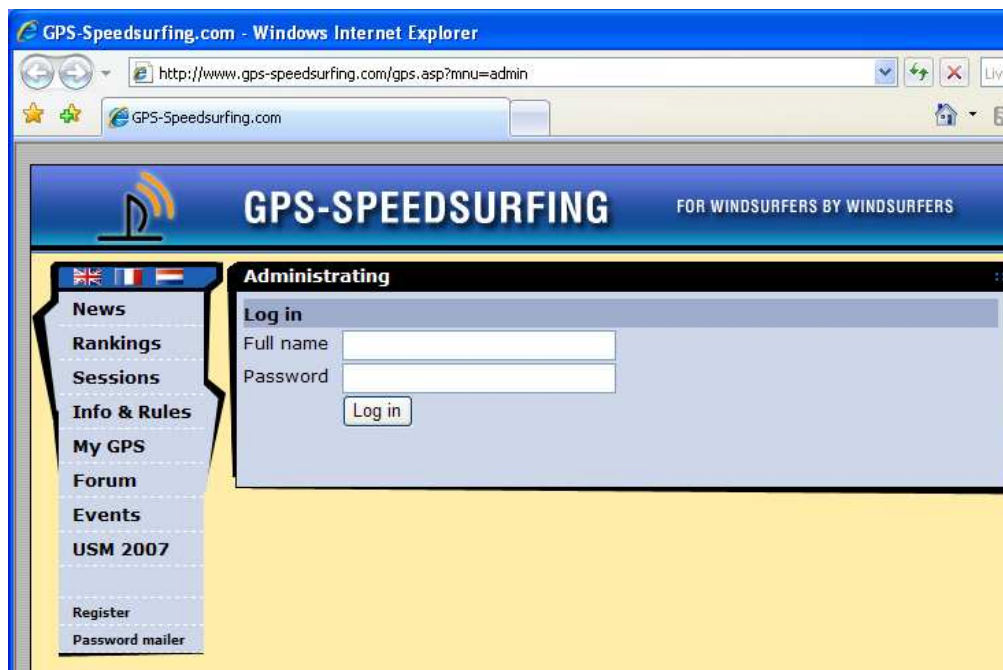 GPS-Speedsurfing.com - Windows Internet Explorer
http://www.gps-speedsurfing.com/gps.asp?mnu=admin
Liv
GPS-Speedsurfing.com
GPS-SPEEDSURFING FOR WINDSURFERS BY WINDSURFERS
Administrating
News
Log in
Rankings
Full name
Sessions
Password
Info & Rules
Log in
My GPS
Forum
Events
USM 2007
Register
Password mailer